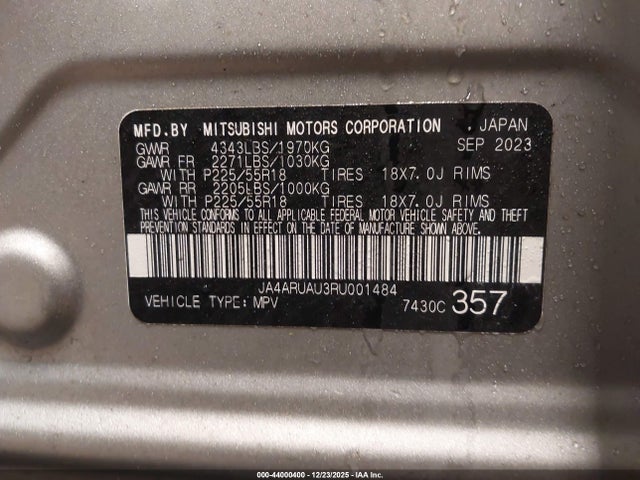 MFD.BY MITSUBISHI MOTORS CORPORATION , JAPAN
GVWR 4343LBS/1970KG SEP 2023
GAWR FR 2271LBS/1030KG
WITH P225/55R18 TIRES 18X7.0J RIMS
GAWR RR 2205LBS/1000KG
WITH P225/55R18 TIRES 18X7.0J RIMS
THIS VEHICLE CONFORMS TO ALL APPLICABLE FEDERAL MOTOR VEHICLE SAFETY AND THEFT
PREVENTION STANDARDS IN EFFECT ON THE DATE OF MANUFACTURE SHOWN ABOVE.
JA4ARUAU3RU001484
VEHICLE TYPE: MPV 7430C 357
000-44000400 - 12/23/2025 - IAA Inc.